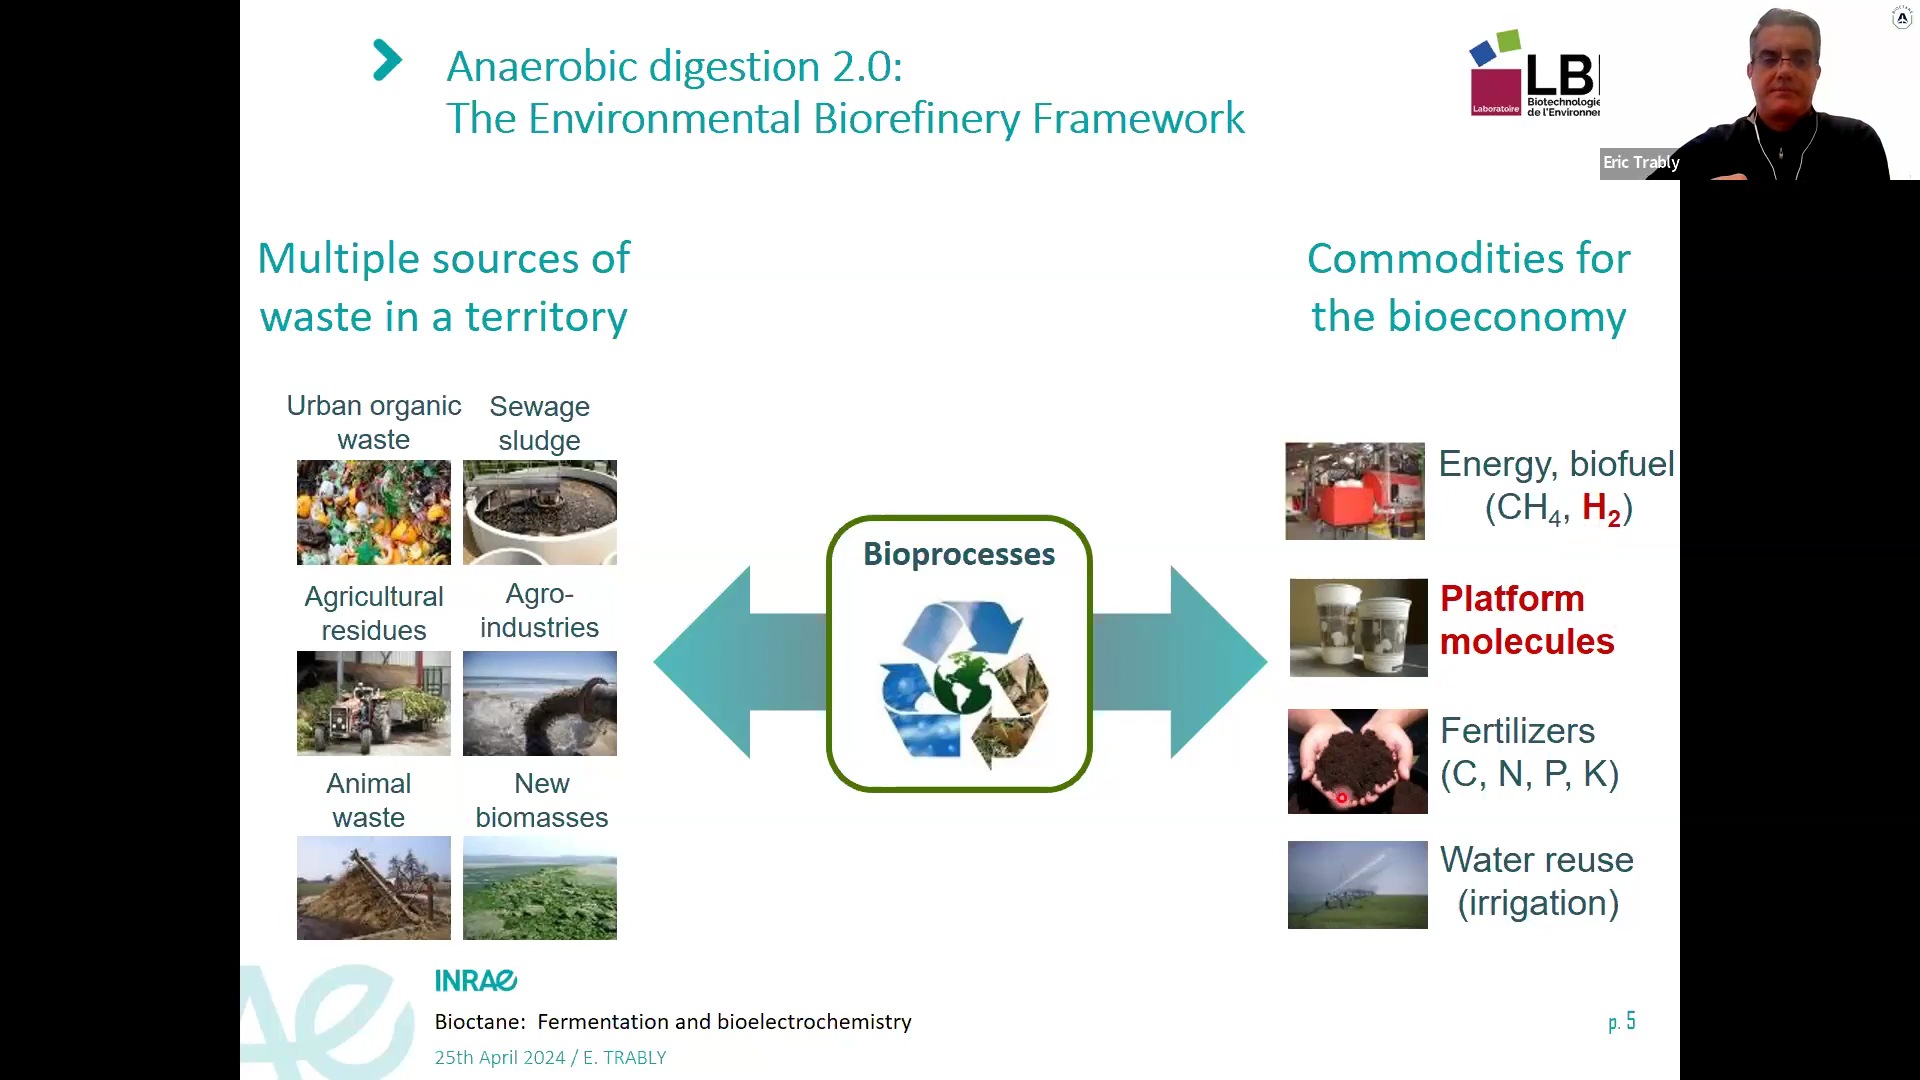 Anaerobic digestion 2.0:
The Environmental Biorefinery Framework
Laboratoire
LB
Biotechnologie
de l'Environne
Eric Trably
Multiple sources of
waste in a territory
Commodities for
the bioeconomy
Urban organic
waste
Sewage
sludge
Agricultural
residues
Agro-
industries
Animal
waste
New
biomasses
Bioprocesses
Energy, biofuel
(CH4, H2)
Platform
molecules
Fertilizers
(C, N, P, K)
Water reuse
(irrigation)
INRAE
Bioctane: Fermentation and bioelectrochemistry
25th April 2024 / E. TRABLY
p. 5